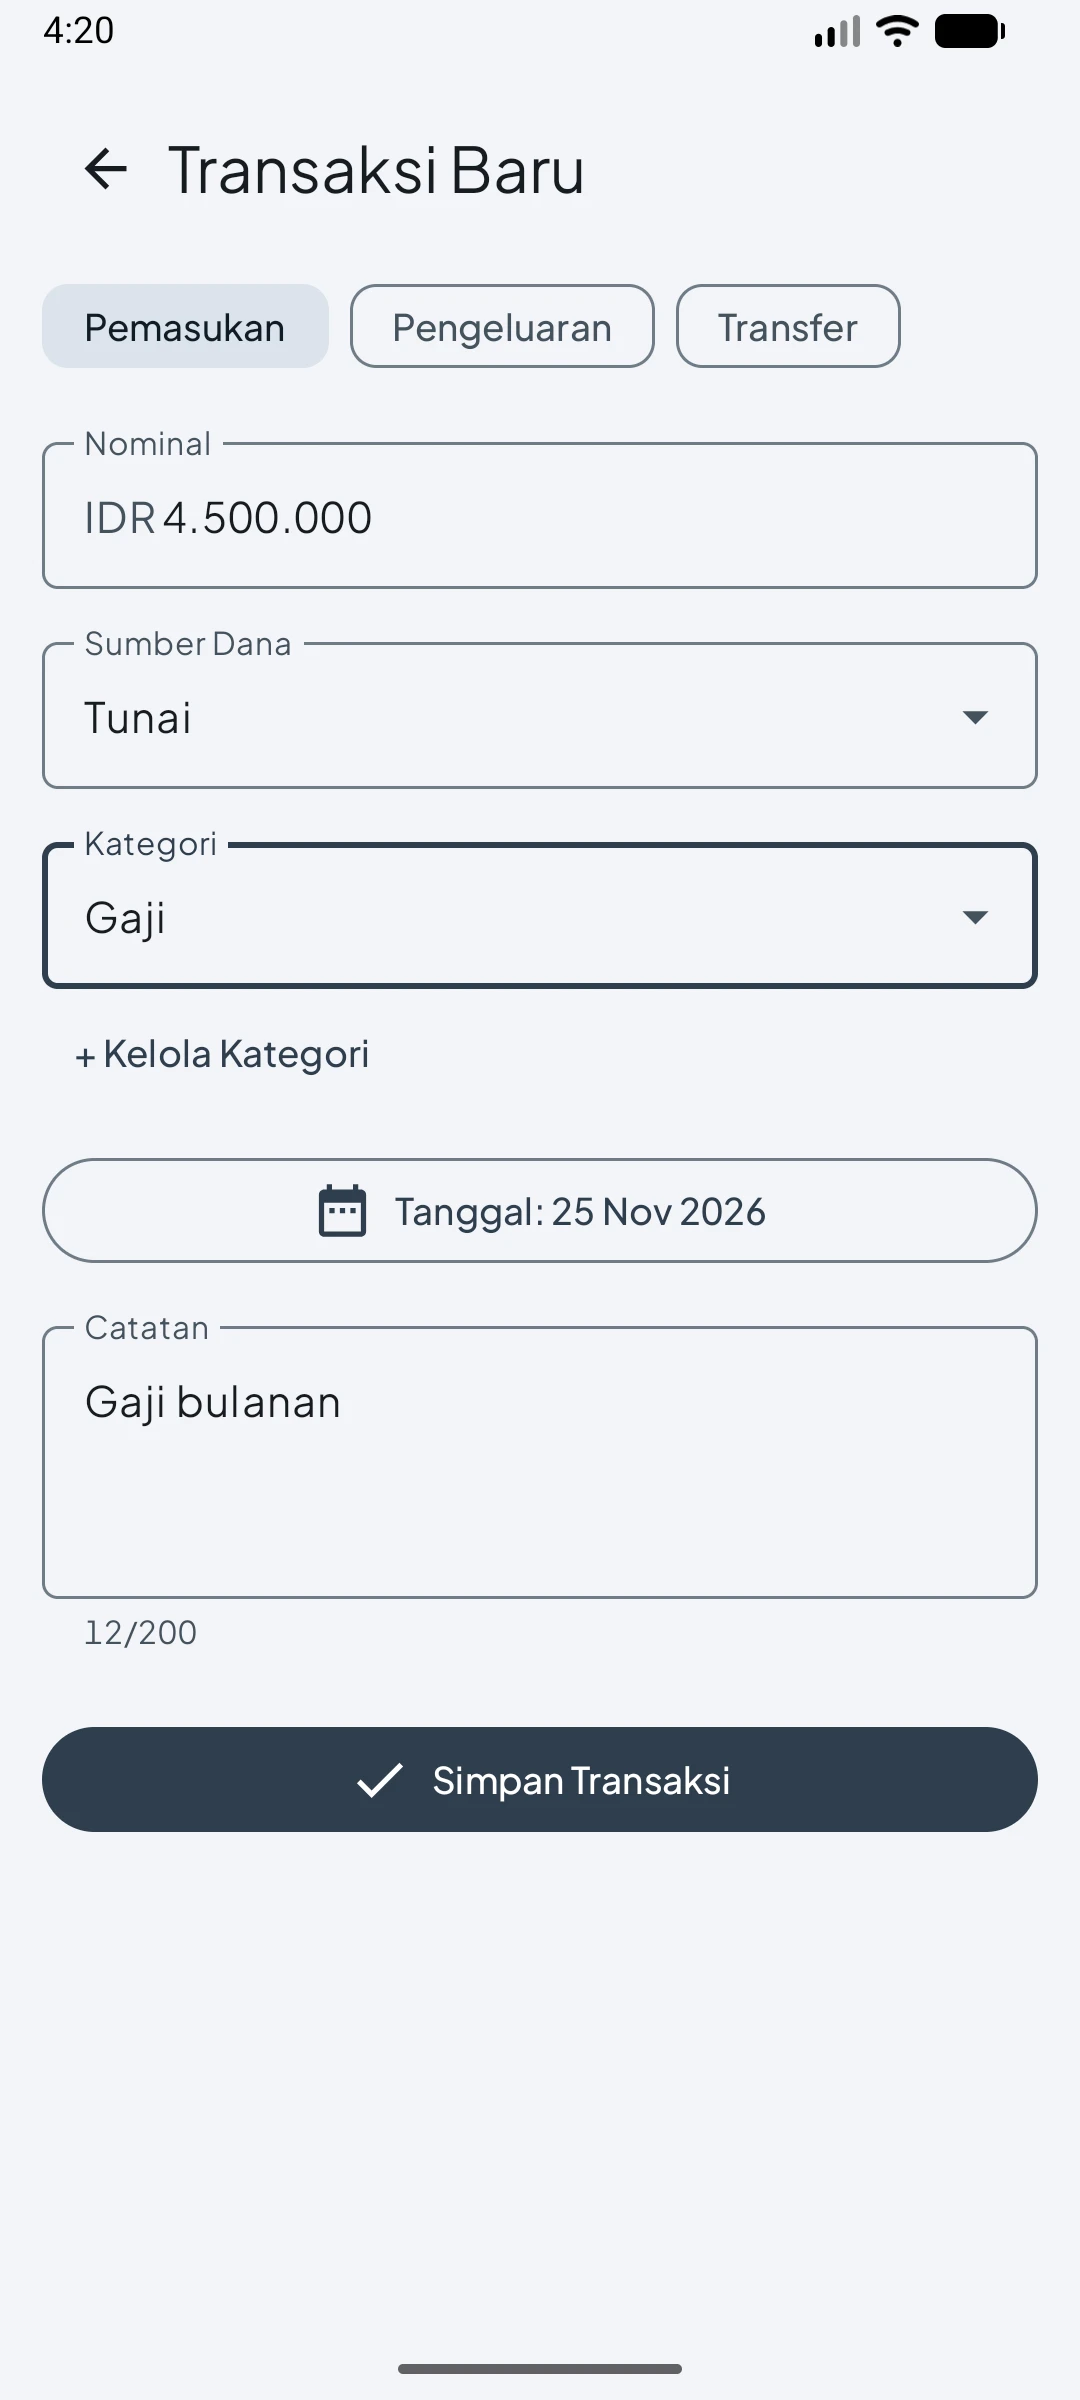 4:20
Transaksi Baru
Pemasukan
Pengeluaran
Transfer
Nominal
IDR 4.500.000
Sumber Dana
Tunai
Kategori
Gaji
+ Kelola Kategori
Tanggal: 25 Nov 2026
Catatan
Gaji bulanan
12/200
Simpan Transaksi